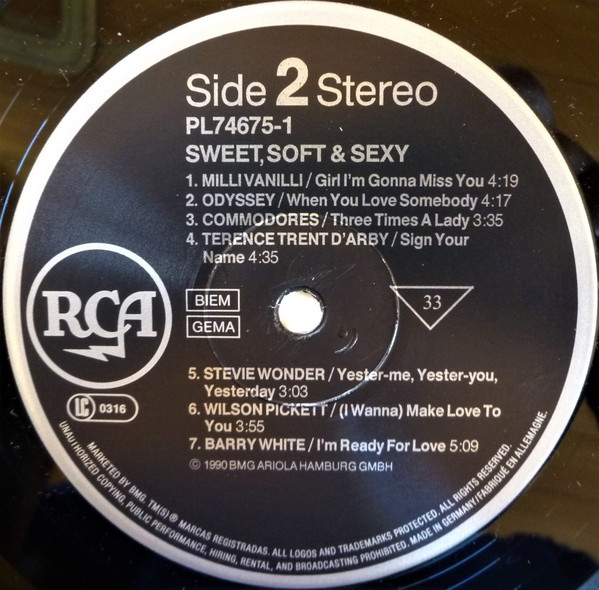 Side 2 Stereo
PL74675-1
SWEET, SOFT & SEXY
1. MILLI VANILLI / Girl I'm Gonna Miss You 4:19
2. ODYSSEY / When You Love Somebody 4:17
3. COMMODORES / Three Times A Lady 3:35
4. TERENCE TRENT D'ARBY / Sign Your
Name 4:35
RCA
BIEM
GEMA
33
LC 0316
5. STEVIE WONDER / Yester-me, Yester-you,
Yesterday 3:03
6. WILSON PICKETT / (I Wanna) Make Love To
You 3:55
7. BARRY WHITE / I'm Ready For Love 5:09
© 1990 BMG ARIOLA HAMBURG GMBH
MARKETED BY BMG. TM(S) ® MARCAS REGISTRADAS. ALL LOGOS AND TRADEMARKS PROTECTED. ALL RIGHTS RESERVED.
UNAUTHORIZED COPYING, PUBLIC PERFORMANCE, HIRING, RENTAL, AND BROADCASTING PROHIBITED. MADE IN GERMANY/FABRIQUÉ EN ALLEMAGNE.